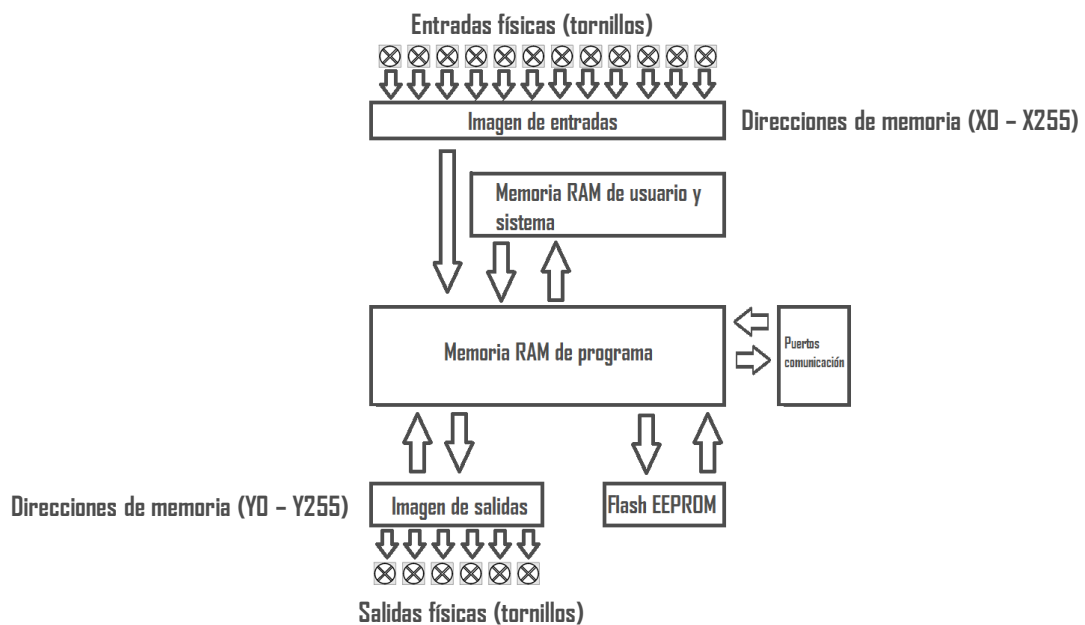 Entradas físicas (tornillos)
Imagen de entradas
Direcciones de memoria (X0 – X255)
Memoria RAM de usuario y
sistema
Memoria RAM de programa
Puertos
comunicación
Direcciones de memoria (Y0 – Y255)
Imagen de salidas
Flash EEPROM
Salidas físicas (tornillos)